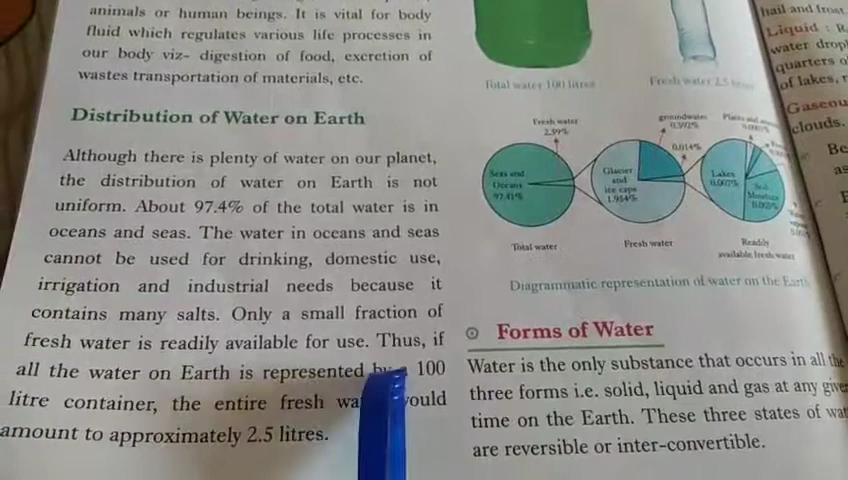 animals or human beings. It is vital for body
fluid which regulates various life processes in
our body viz- digestion of food, excretion of
wastes transportation of materials, etc.
Distribution of Water on Earth
Although there is plenty of water on our planet,
the distribution of water on Earth is not
uniform. About 97.4% of the total water is in
oceans and seas. The water in oceans and seas
cannot be used for drinking, domestic use,
irrigation and industrial needs because it
contains many salts. Only a small fraction of
fresh water is readily available for use. Thus, if
all the water on Earth is represented by a 100
litre container, the entire fresh would
amount to approximately 2.5 litres.
Total water 100 litres
Fresh water 2.5
Fresh water
2.59%
Seas and
Oceans
97.41%
Total water
groundwater
0.592%
0.014%
Glacier
and
ice caps
1.984%
Fresh water
Lakes
0.007%
Soil
Moisture
0.005%
Readily
available fresh water
Diagrammatic representation of water on the Earth
Forms of Water
Water is the only substance that occurs in all the
three forms i.e. solid, liquid and gas at any given
time on the Earth. These three states of
are reversible or inter-convertible.
hail and frost.
Liquid :
water drop
quarters
of lakes,
Gaseou
clouds.
Be
as